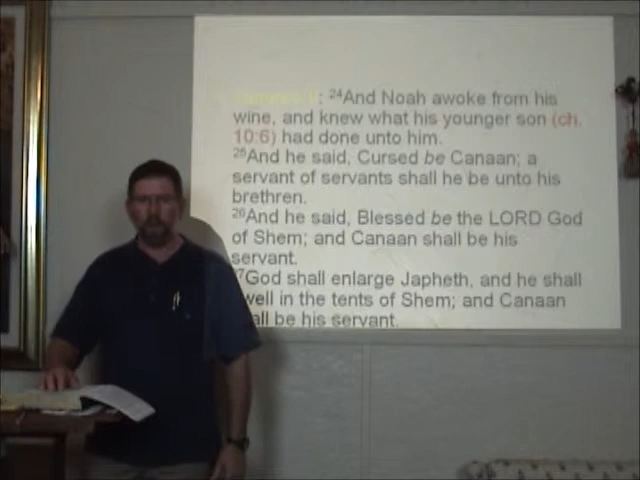 : ²⁴And Noah awoke from his
wine, and knew what his younger son (ch.
10:6) had done unto him.
²⁵And he said, Cursed be Canaan; a
servant of servants shall he be unto his
brethren.
²⁶And he said, Blessed be the LORD God
of Shem; and Canaan shall be his
servant.
⁷God shall enlarge Japheth, and he shall
well in the tents of Shem; and Canaan
all be his servant.